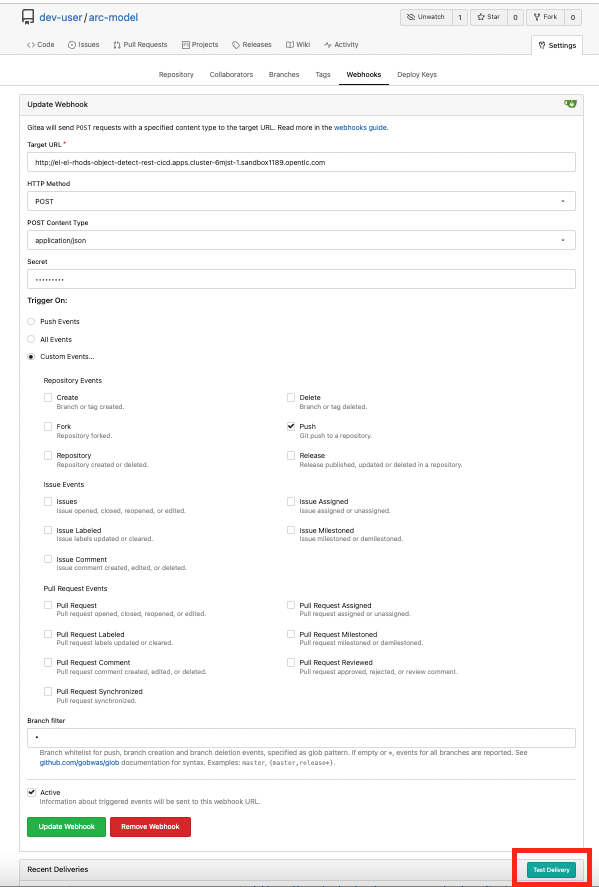 dev-user / arc-model
Unwatch 1 Star 0 Fork 0
Code Issues Pull Requests Projects Releases Wiki Activity Settings
Repository Collaborators Branches Tags Webhooks Deploy Keys
Update Webhook
Gitea will send POST requests with a specified content type to the target URL. Read more in the webhooks guide.
Target URL *
http://el-el-rhods-object-detect-rest-cicd.apps.cluster-6mjst-1.sandbox1189.opentlc.com
HTTP Method
POST
POST Content Type
application/json
Secret
•••••••••
Trigger On:
Push Events
All Events
Custom Events...
Repository Events
Create
Branch or tag created.
Delete
Branch or tag deleted.
Fork
Repository forked.
Push
Git push to a repository.
Repository
Repository created or deleted.
Release
Release published, updated or deleted in a repository.
Issue Events
Issues
Issue opened, closed, reopened, or edited.
Issue Assigned
Issue assigned or unassigned.
Issue Labeled
Issue labels updated or cleared.
Issue Milestoned
Issue milestoned or demilestoned.
Issue Comment
Issue comment created, edited, or deleted.
Pull Request Events
Pull Request
Pull request opened, closed, reopened, or edited.
Pull Request Assigned
Pull request assigned or unassigned.
Pull Request Labeled
Pull request labels updated or cleared.
Pull Request Milestoned
Pull request milestoned or demilestoned.
Pull Request Comment
Pull request comment created, edited, or deleted.
Pull Request Reviewed
Pull request approved, rejected, or review comment.
Pull Request Synchronized
Pull request synchronized.
Branch filter
*
Branch whitelist for push, branch creation and branch deletion events, specified as glob pattern. If empty or *, events for all branches are reported. See
github.com/gobwas/glob documentation for syntax. Examples: master, {master,release*}.
Active
Information about triggered events will be sent to this webhook URL.
Update Webhook Remove Webhook
Recent Deliveries Test Delivery